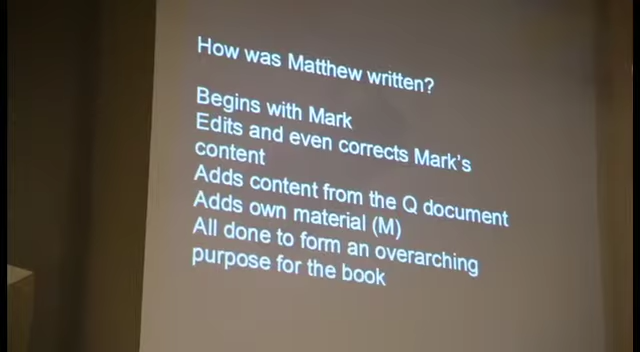 How was Matthew written?
Begins with Mark
Edits and even corrects Mark's
content
Adds content from the Q document
Adds own material (M)
All done to form an overarching
purpose for the book